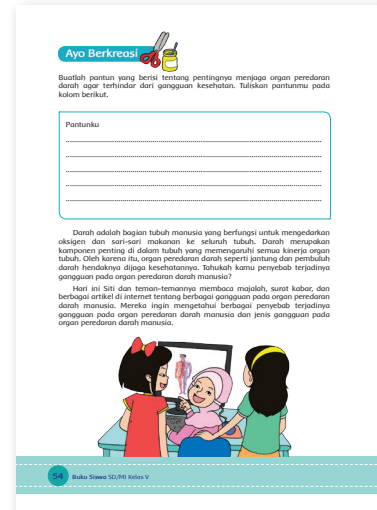 Ayo Berkreasi
Buatlah pantun yang berisi tentang pentingnya menjaga organ peredaran
darah agar terhindar dari gangguan kesehatan. Tuliskan pantunmu pada
kolom berikut.
Pantunku
Darah adalah bagian tubuh manusia yang berfungsi untuk mengedarkan
oksigen dan sari-sari makanan ke seluruh tubuh. Darah merupakan
komponen penting di dalam tubuh yang memengaruhi semua kinerja organ
tubuh. Oleh karena itu, organ peredaran darah seperti jantung dan pembuluh
darah hendaknya dijaga kesehatannya. Tahukah kamu penyebab terjadinya
gangguan pada organ peredaran darah manusia?
Hari ini Siti dan teman-temannya membaca majalah, surat kabar, dan
berbagai artikel di internet tentang berbagai gangguan pada organ peredaran
darah manusia. Mereka ingin mengetahui berbagai penyebab terjadinya
gangguan pada organ peredaran darah manusia dan jenis gangguan pada
organ peredaran darah manusia.
54 Buku Siswa SD/MI Kelas V